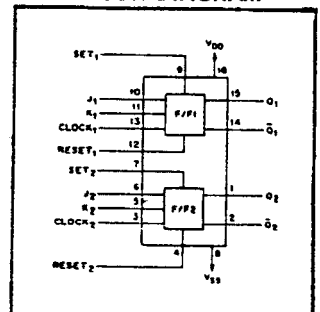 SET1
VDD
9
16
J1
10
15
Q1
K1
11
F/F1
CLOCK1
13
14
Q̅1
RESET1
12
SET2
7
J2
6
1
Q2
K2
5
F/F2
CLOCK2
3
2
Q̅2
4
8
RESET2
VSS